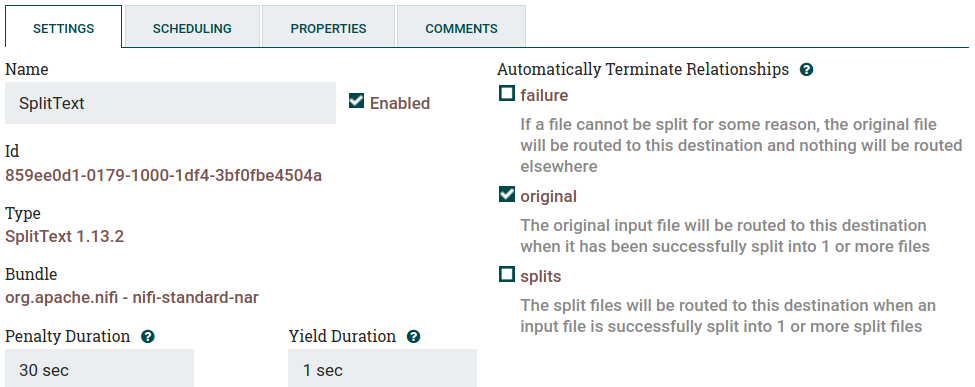 SETTINGS
SCHEDULING
PROPERTIES
COMMENTS
Name
SplitText
Enabled
Id
859ee0d1-0179-1000-1df4-3bf0fbe4504a
Type
SplitText 1.13.2
Bundle
org.apache.nifi - nifi-standard-nar
Penalty Duration
30 sec
Yield Duration
1 sec
Automatically Terminate Relationships
failure
If a file cannot be split for some reason, the original file
will be routed to this destination and nothing will be routed
elsewhere
original
The original input file will be routed to this destination
when it has been successfully split into 1 or more files
splits
The split files will be routed to this destination when an
input file is successfully split into 1 or more split files